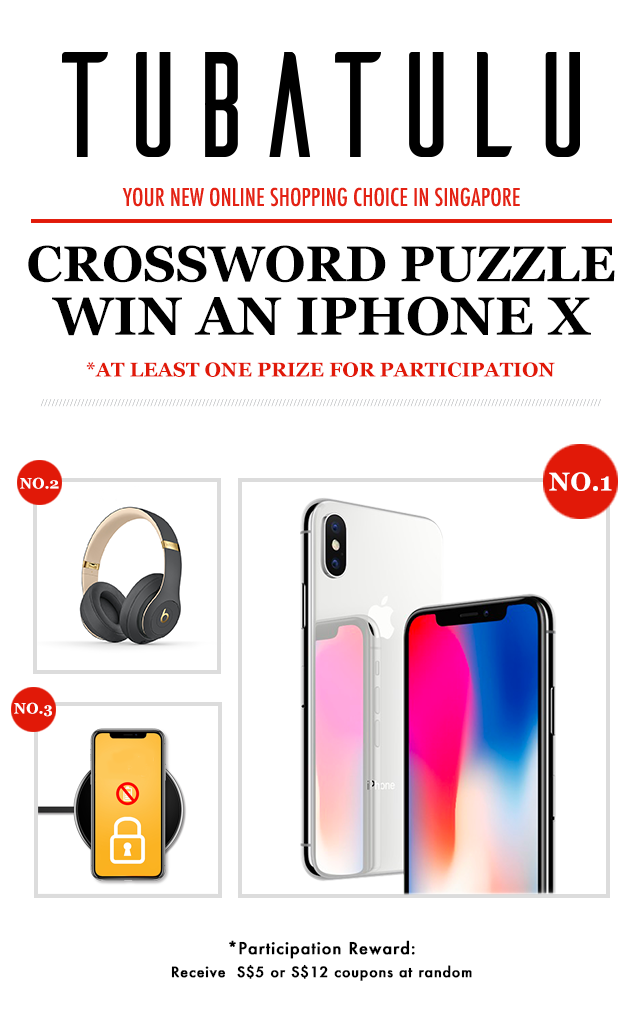 TUBATULU
YOUR NEW ONLINE SHOPPING CHOICE IN SINGAPORE
CROSSWORD PUZZLE
WIN AN IPHONE X
*AT LEAST ONE PRIZE FOR PARTICIPATION
NO.2
NO.1
NO.3
iPhone
*Participation Reward:
Receive S$5 or S$12 coupons at random